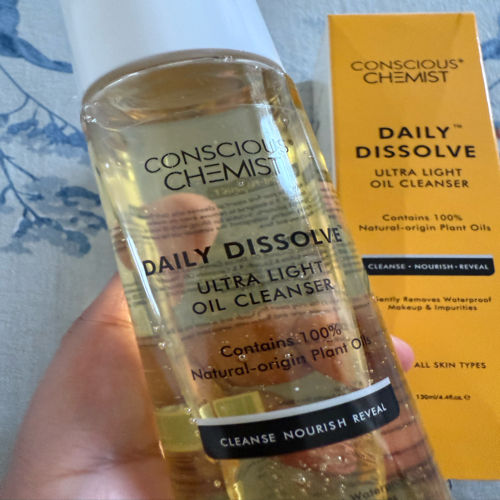 CONSCIOUS
CHEMIST
DAILY DISSOLVE
ULTRA LIGHT
OIL CLEANSER
Contains 100%
Natural-origin Plant Oils
CLEANSE NOURISH REVEAL
CONSCIOUS
CHEMIST
DAILY™
DISSOLVE
ULTRA LIGHT
OIL CLEANSER
Contains 100%
Natural-origin Plant Oils
CLEANSE • NOURISH • REVEAL
Gently Removes Waterproof
Makeup & Impurities
ALL SKIN TYPES
130ml/4.4fl.oz. ℮